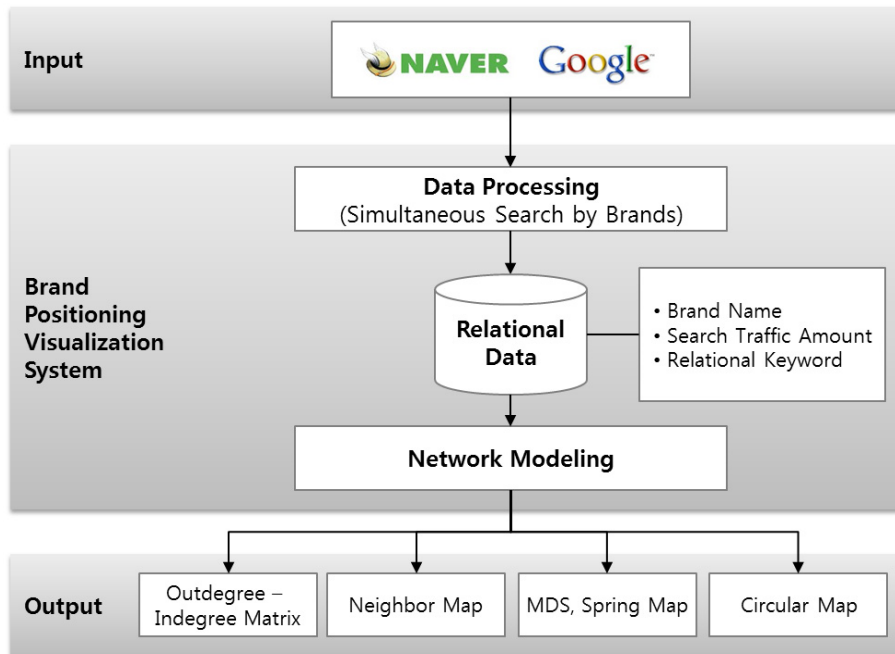 Input
NAVER Google™
Data Processing
(Simultaneous Search by Brands)
Brand
Positioning
Visualization
System
Relational
Data
• Brand Name
• Search Traffic Amount
• Relational Keyword
Network Modeling
Output
Outdegree –
Indegree Matrix
Neighbor Map
MDS, Spring Map
Circular Map